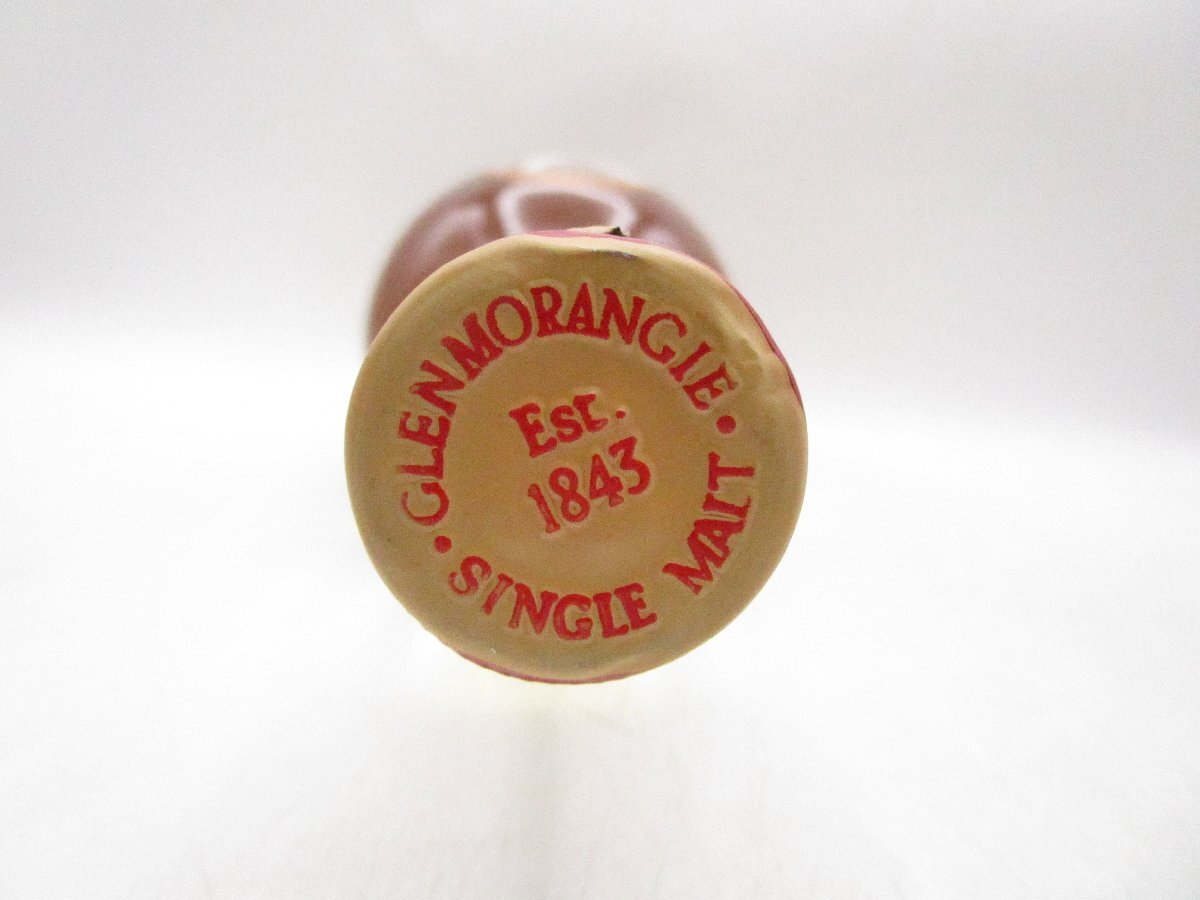 GLENMORANGIE
Est.
1843
SINGLE MALT